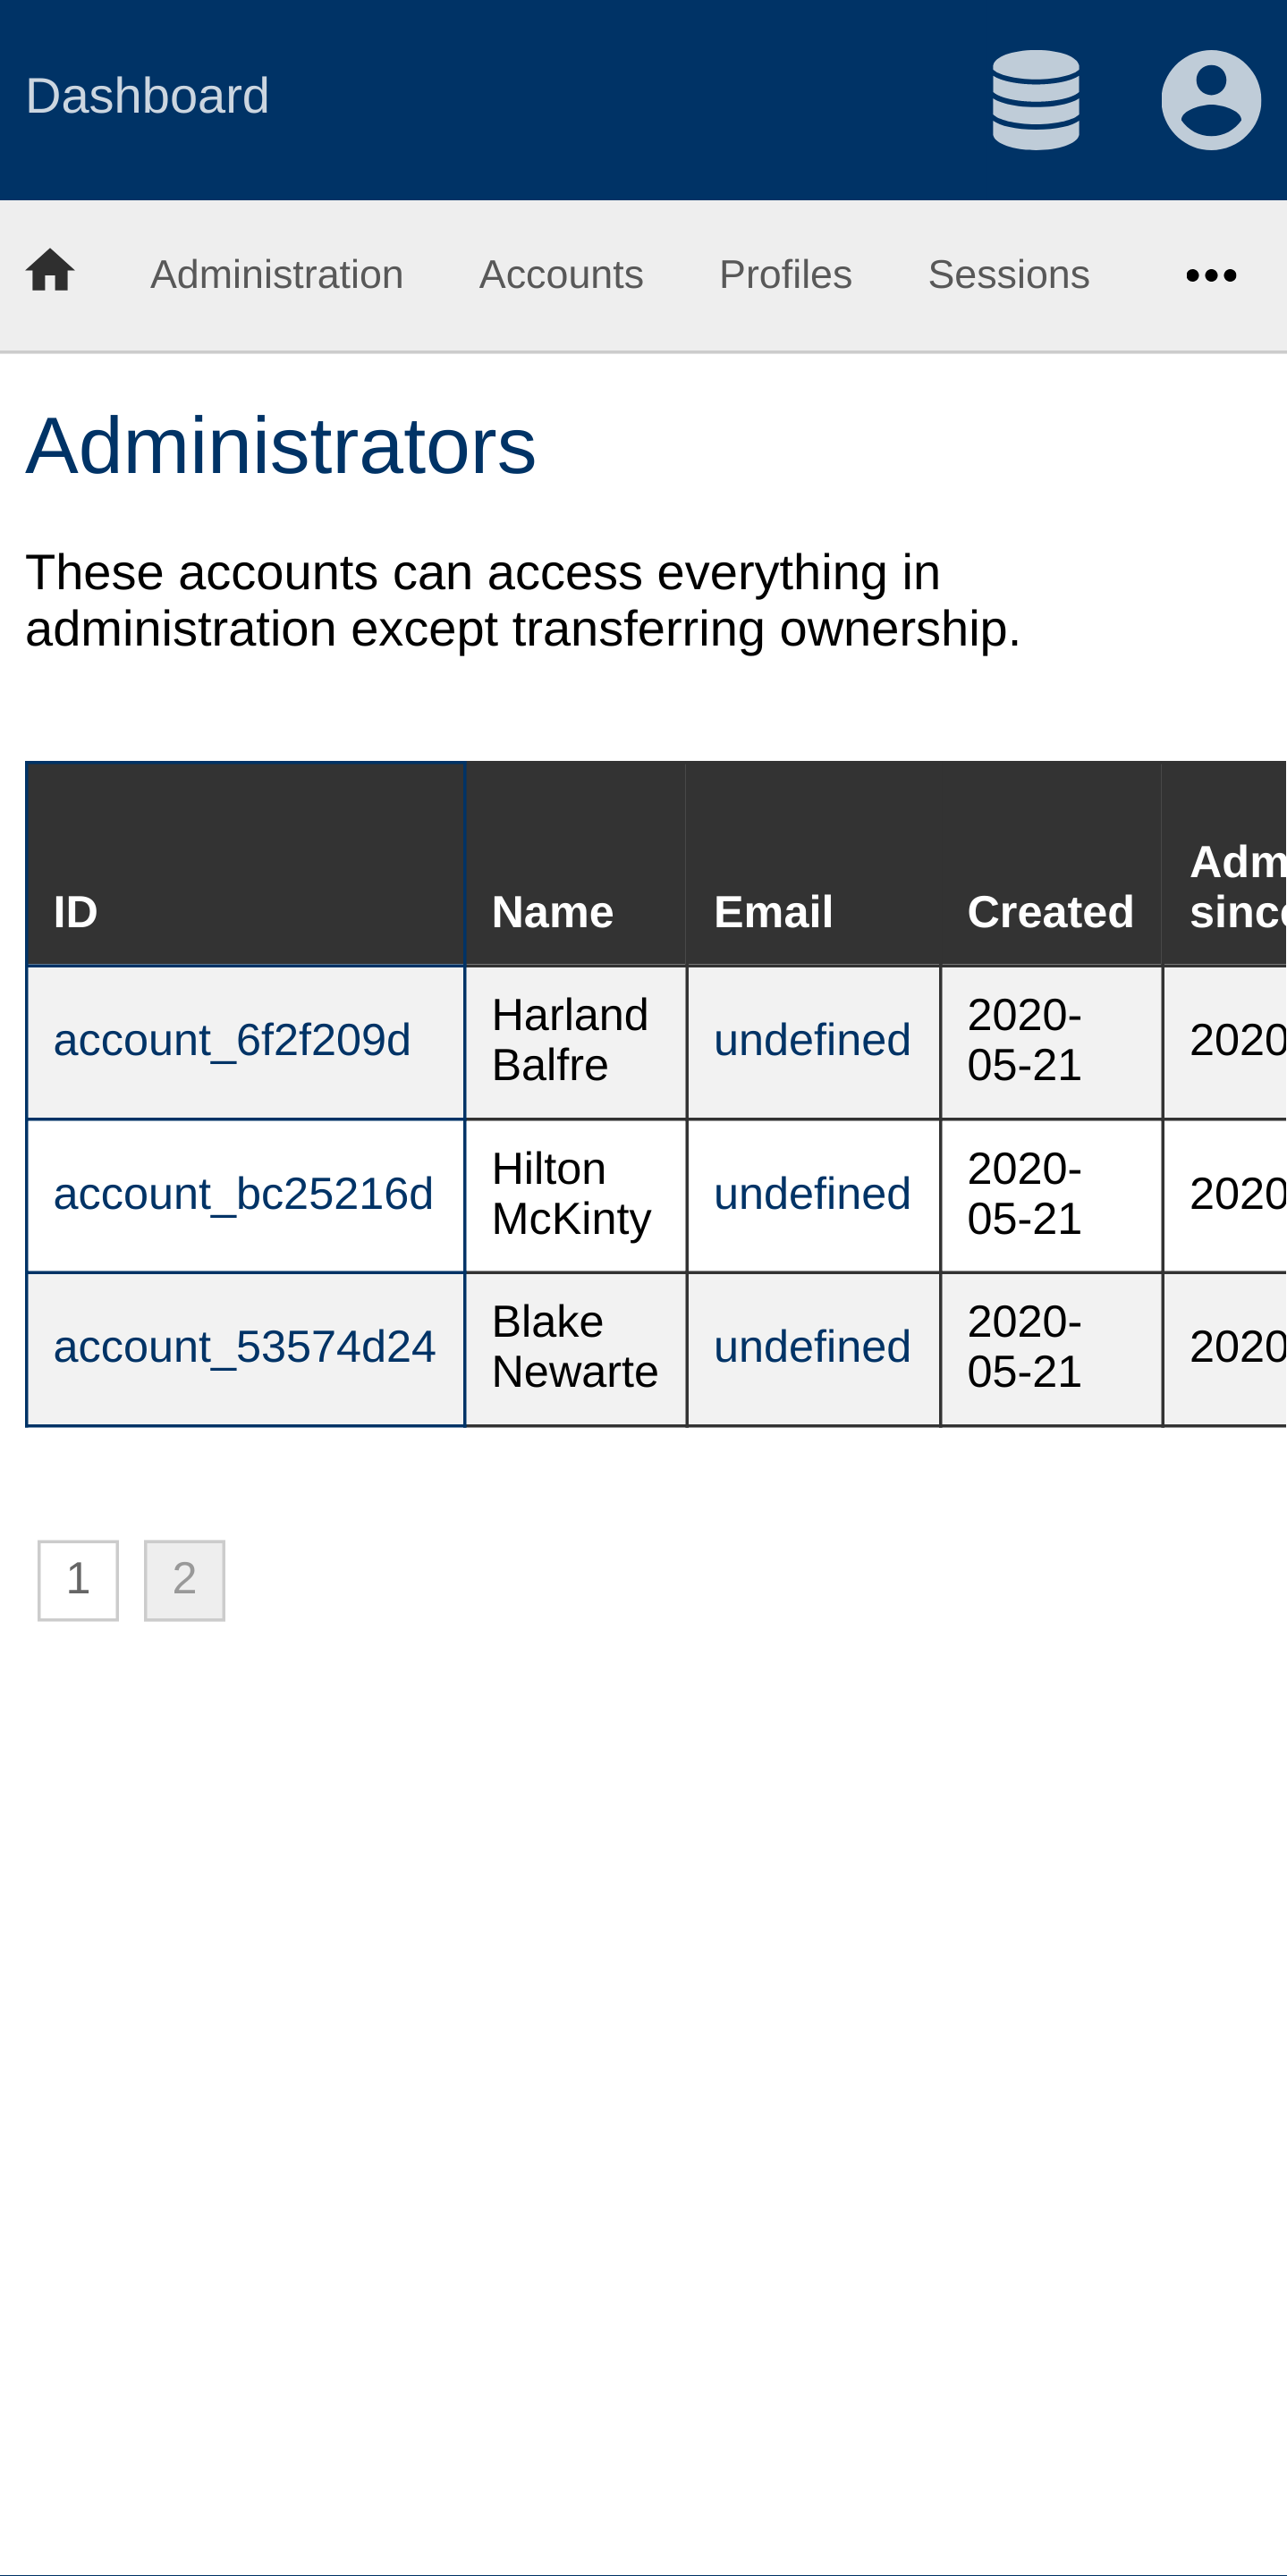 Dashboard
Administration Accounts Profiles Sessions •••
Administrators
These accounts can access everything in
administration except transferring ownership.
ID Name Email Created
account_6f2f209d Harland Balfre undefined 2020-05-21 2020
account_bc25216d Hilton McKinty undefined 2020-05-21 2020
account_53574d24 Blake Newarte undefined 2020-05-21 2020
1 2